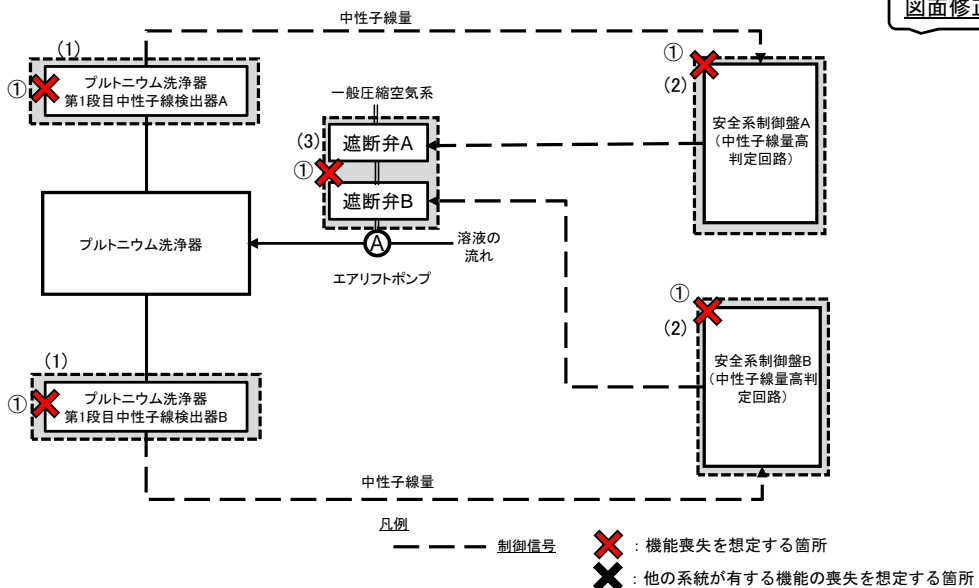 図面修正
中性子線量
(1)
①
プルトニウム洗浄器
第1段目中性子線検出器A
①
(2)
安全系制御盤A
(中性子線量高
判定回路)
一般圧縮空気系
(3)
遮断弁A
①
遮断弁B
プルトニウム洗浄器
A
溶液の
流れ
エアリフトポンプ
①
(2)
安全系制御盤B
(中性子線量高判
定回路)
(1)
①
プルトニウム洗浄器
第1段目中性子線検出器B
中性子線量
凡例
制御信号
:機能喪失を想定する箇所
:他の系統が有する機能の喪失を想定する箇所